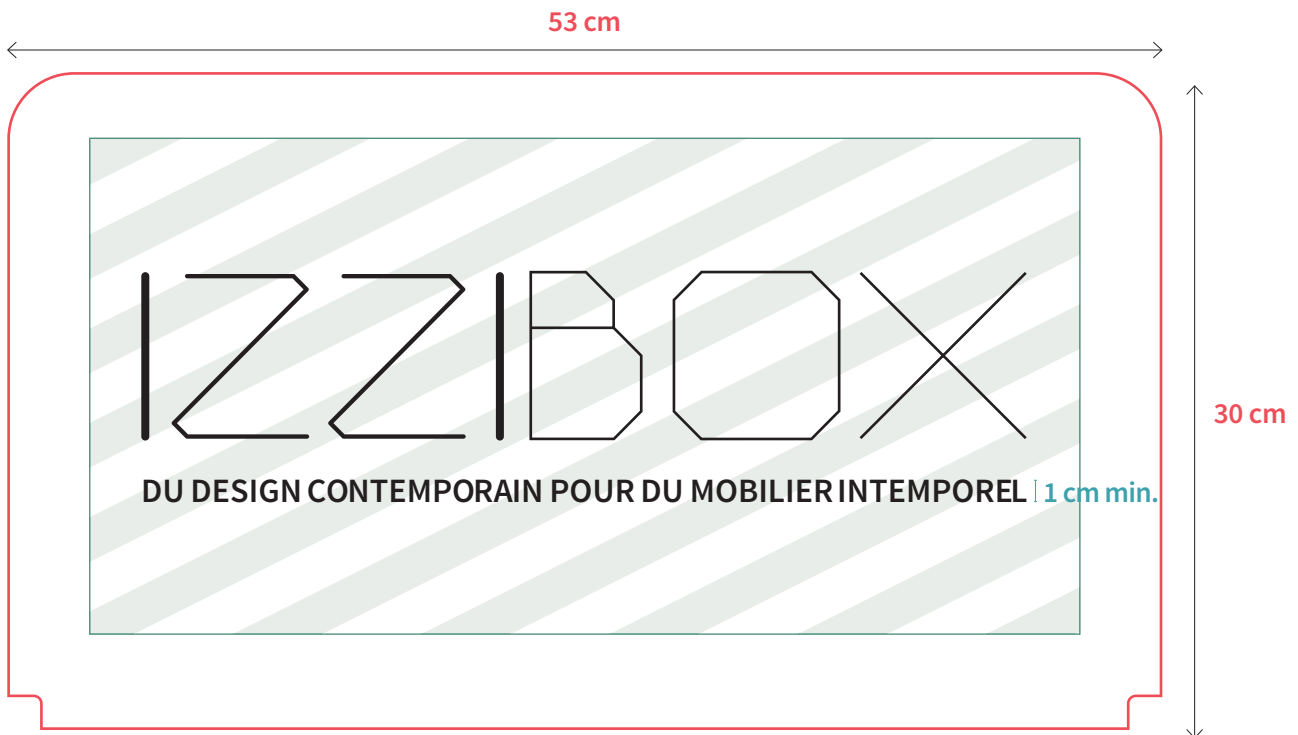 53 cm
IZZIBOX
30 cm
DU DESIGN CONTEMPORAIN POUR DU MOBILIER INTEMPOREL 1 cm min.